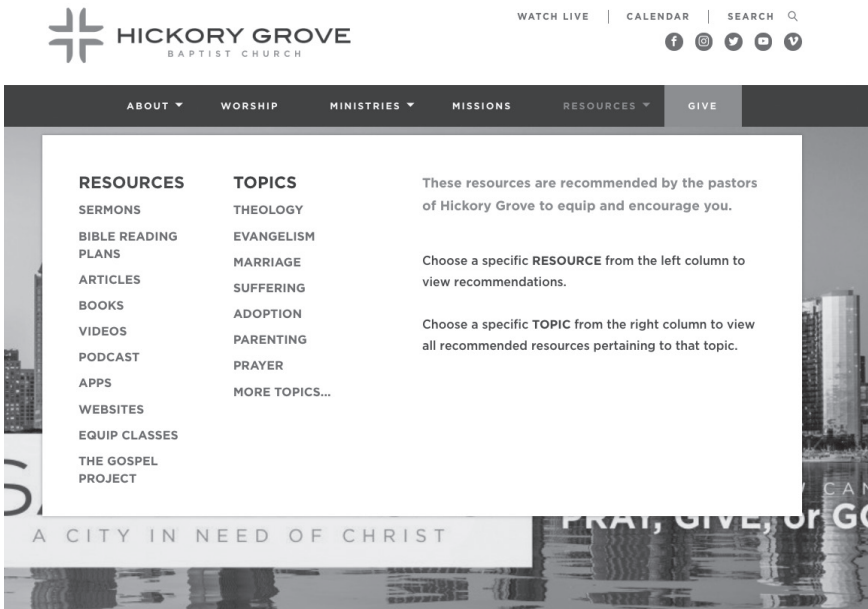 WATCH LIVE | CALENDAR | SEARCH
HICKORY GROVE
BAPTIST CHURCH
ABOUT
WORSHIP
MINISTRIES
MISSIONS
RESOURCES
GIVE
RESOURCES
SERMONS
BIBLE READING
PLANS
ARTICLES
BOOKS
VIDEOS
PODCAST
APPS
WEBSITES
EQUIP CLASSES
THE GOSPEL
PROJECT
TOPICS
THEOLOGY
EVANGELISM
MARRIAGE
SUFFERING
ADOPTION
PARENTING
PRAYER
MORE TOPICS...
These resources are recommended by the pastors
of Hickory Grove to equip and encourage you.
Choose a specific RESOURCE from the left column to
view recommendations.
Choose a specific TOPIC from the right column to view
all recommended resources pertaining to that topic.
A CITY IN NEED OF CHRIST
PRAY, GIVE, or GO